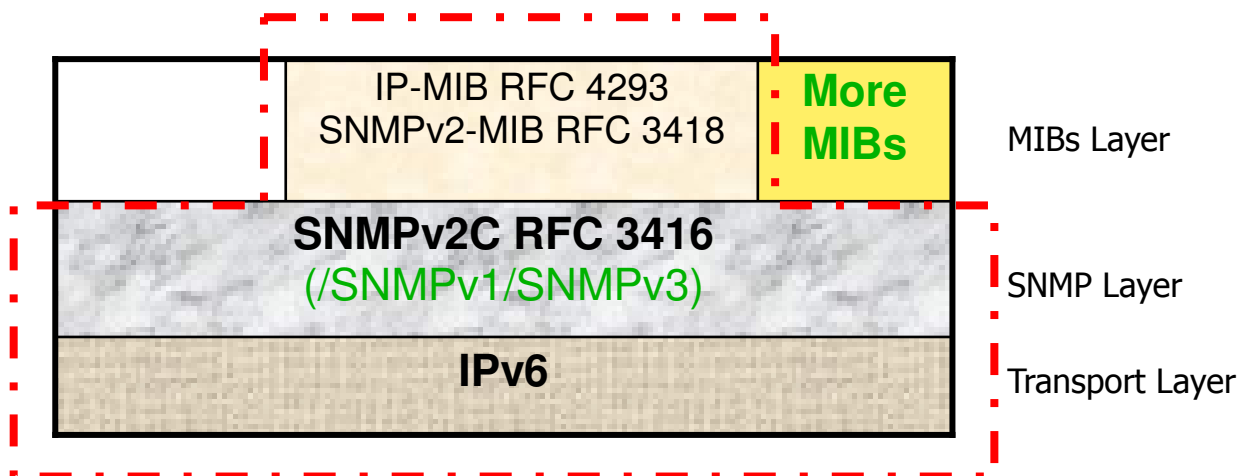 IP-MIB RFC 4293
SNMPv2-MIB RFC 3418
More
MIBs
MIBs Layer
SNMPv2C RFC 3416
(/SNMPv1/SNMPv3)
SNMP Layer
IPv6
Transport Layer